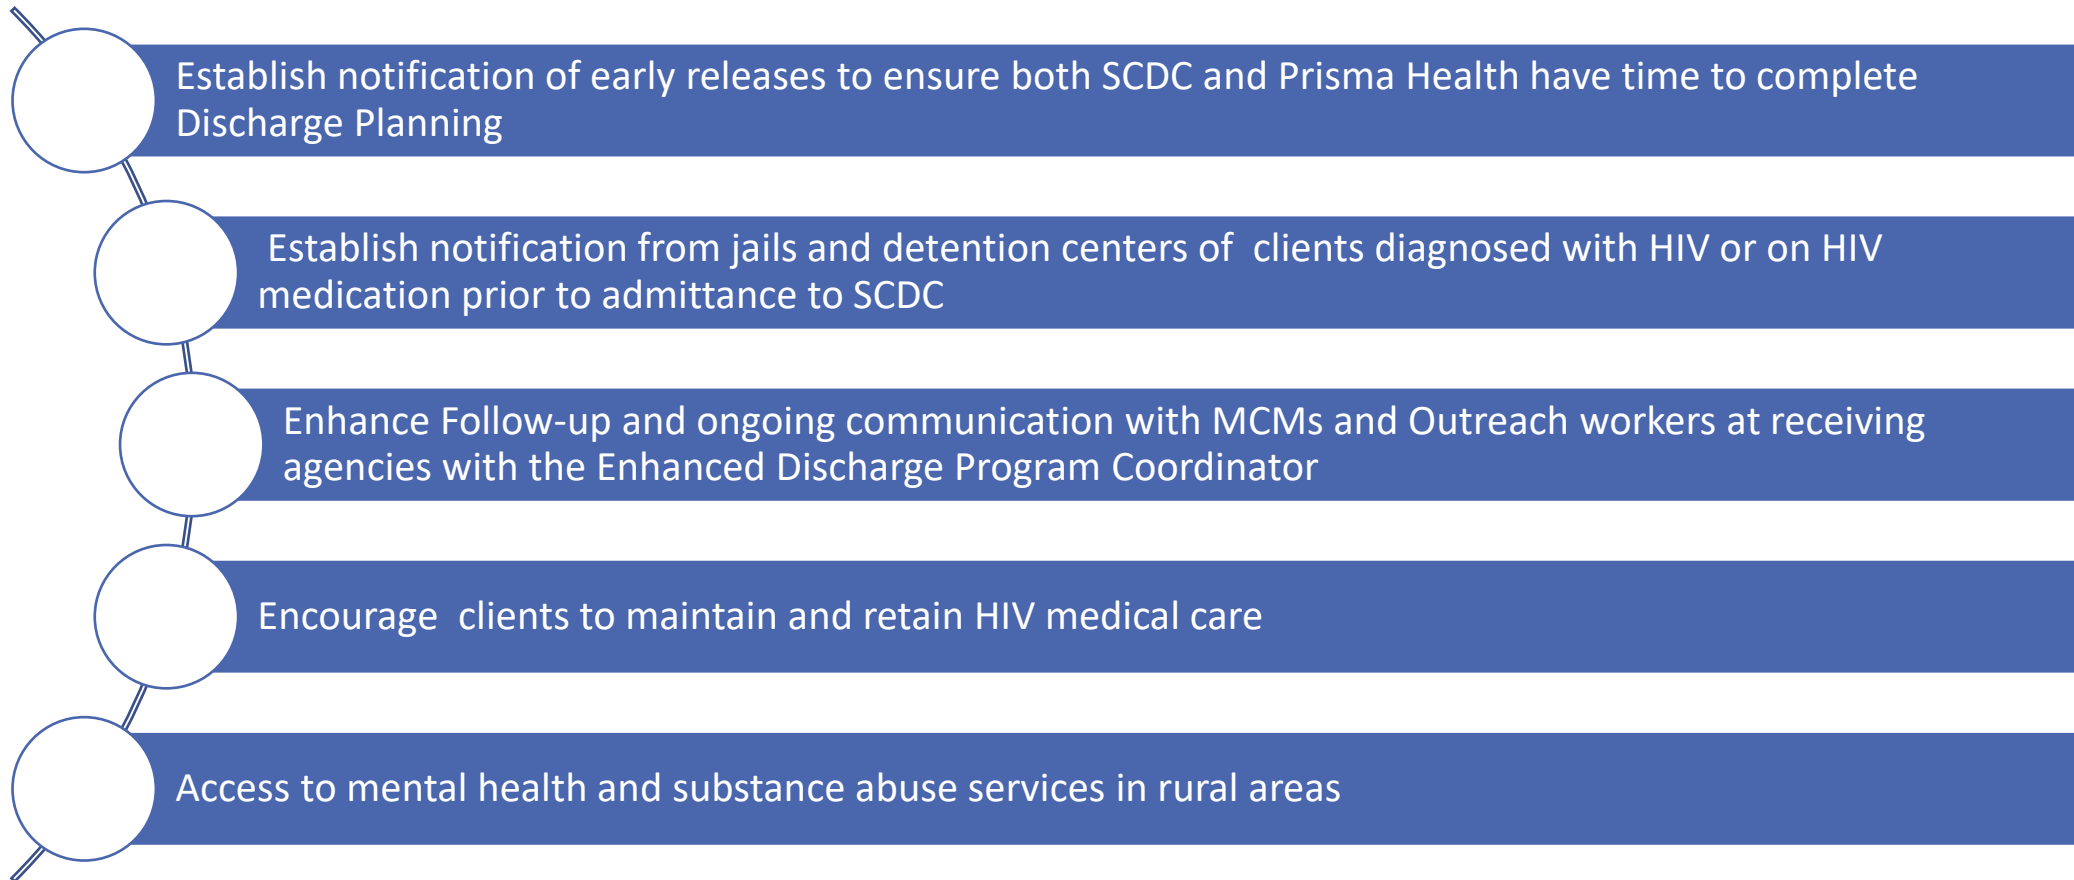 Establish notification of early releases to ensure both SCDC and Prisma Health have time to complete
Discharge Planning
Establish notification from jails and detention centers of  clients diagnosed with HIV or on HIV
medication prior to admittance to SCDC
Enhance Follow-up and ongoing communication with MCMs and Outreach workers at receiving
agencies with the Enhanced Discharge Program Coordinator
Encourage  clients to maintain and retain HIV medical care
Access to mental health and substance abuse services in rural areas